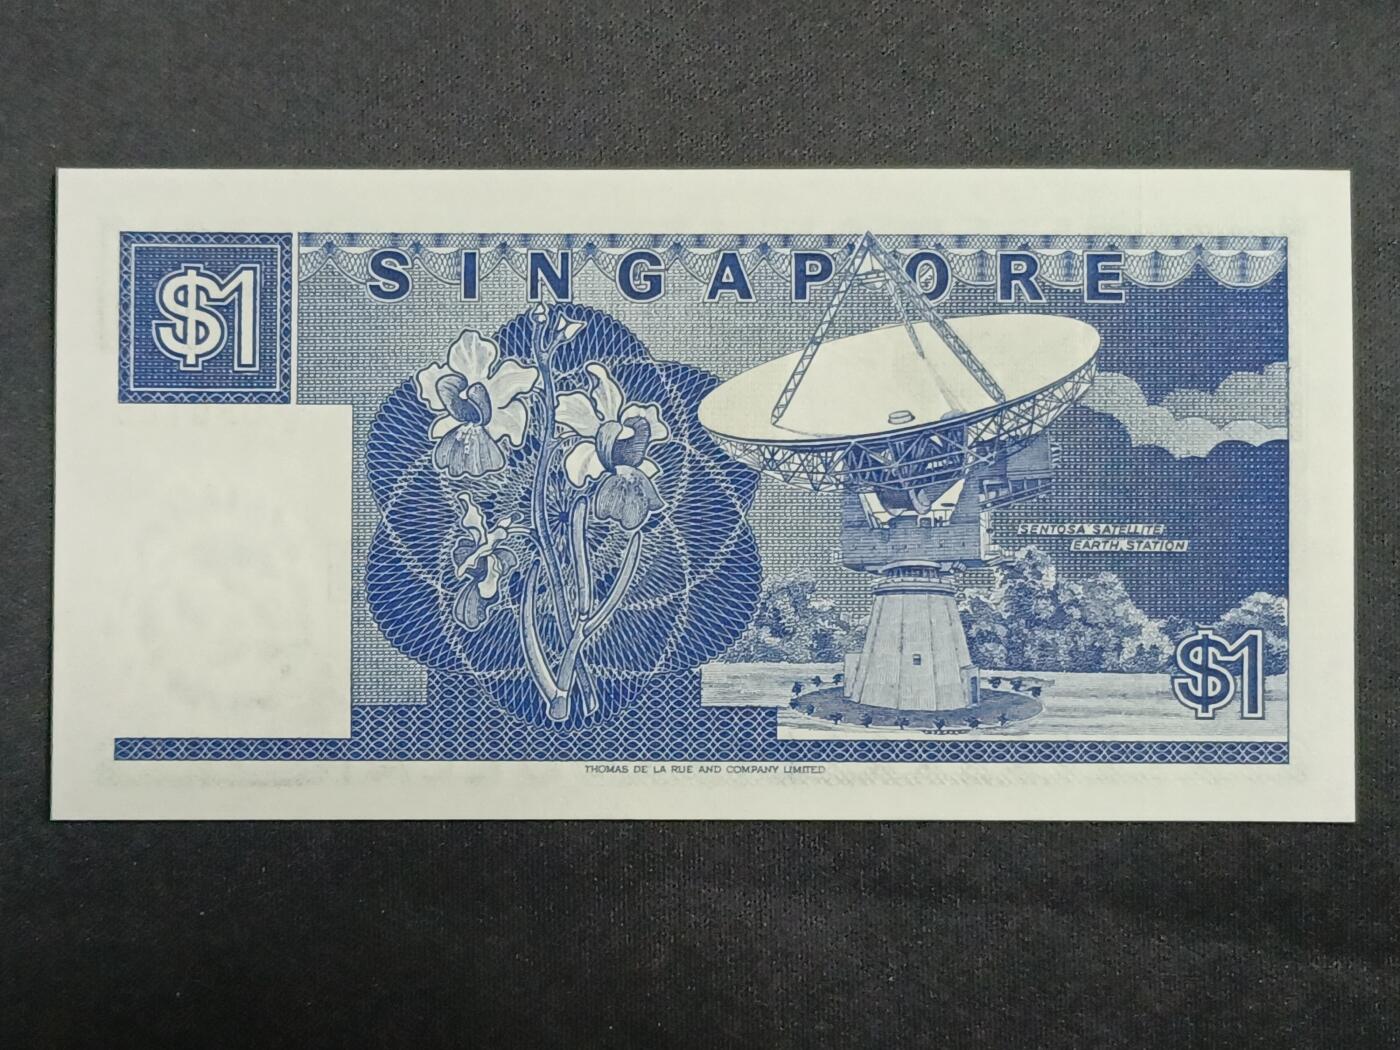 $1
SINGAPORE
SENTOSA SATELLITE
EARTH STATION
$1
THOMAS DE LA RUE AND COMPANY LIMITED